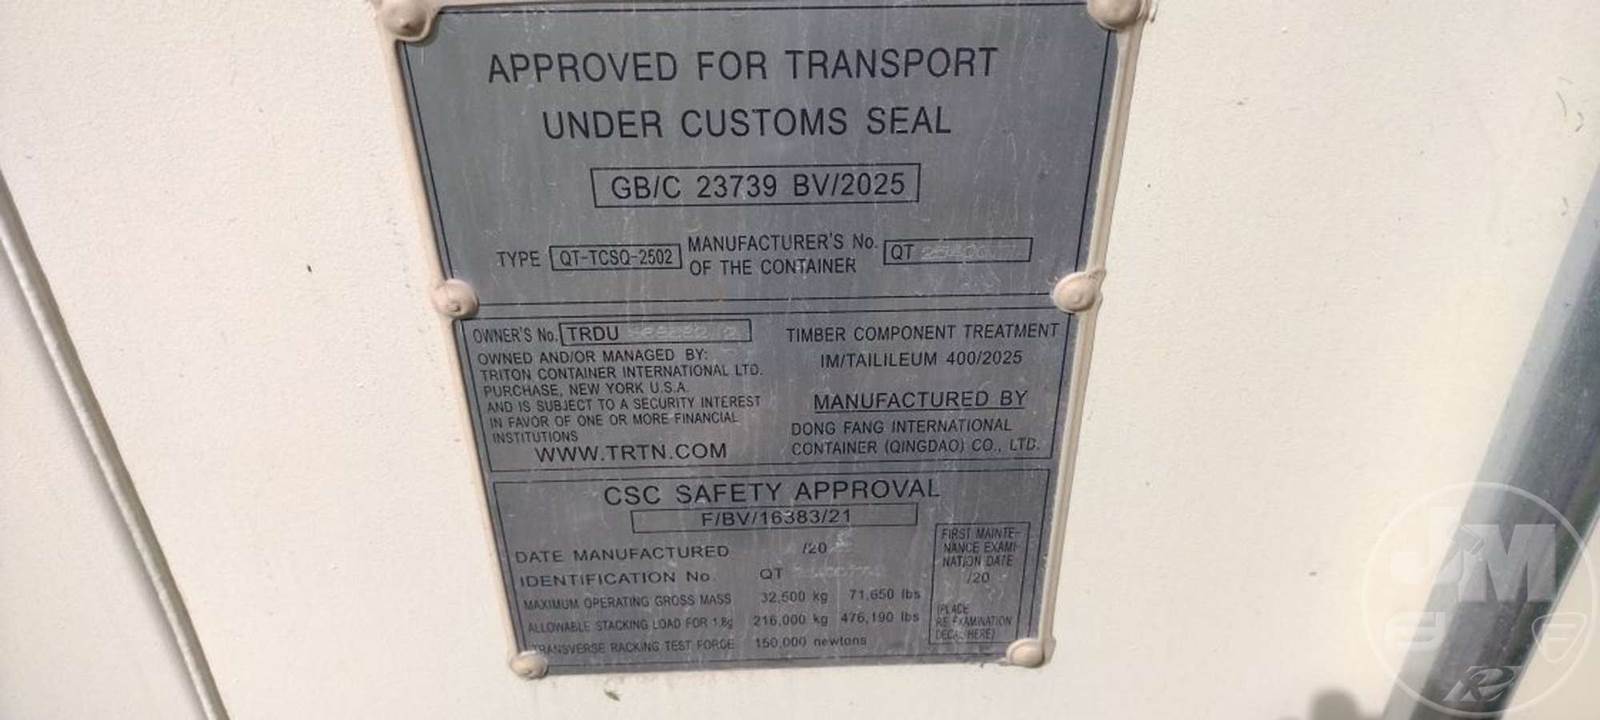 APPROVED FOR TRANSPORT
UNDER CUSTOMS SEAL
GB/C 23739 BV/2025
TYPE QT-TCSQ-2502 MANUFACTURER'S No. OF THE CONTAINER QT
OWNER'S No. TRDU
OWNED AND/OR MANAGED BY:
TRITON CONTAINER INTERNATIONAL LTD.
PURCHASE, NEW YORK U.S.A.
AND IS SUBJECT TO A SECURITY INTEREST
IN FAVOR OF ONE OR MORE FINANCIAL
INSTITUTIONS
WWW.TRTN.COM
TIMBER COMPONENT TREATMENT
IM/TAILILEUM 400/2025
MANUFACTURED BY
DONG FANG INTERNATIONAL
CONTAINER (QINGDAO) CO., LTD.
CSC SAFETY APPROVAL
F/BV/16383/21
DATE MANUFACTURED /20
IDENTIFICATION No. QT
MAXIMUM OPERATING GROSS MASS 32,500 kg 71,650 lbs
ALLOWABLE STACKING LOAD FOR 1.8g 216,000 kg 476,190 lbs
TRANSVERSE RACKING TEST FORCE 150,000 newtons
FIRST MAINTE-
NANCE EXAMI-
NATION DATE
/20
(PLACE
RE EXAMINATION
DECAL HERE)
JM